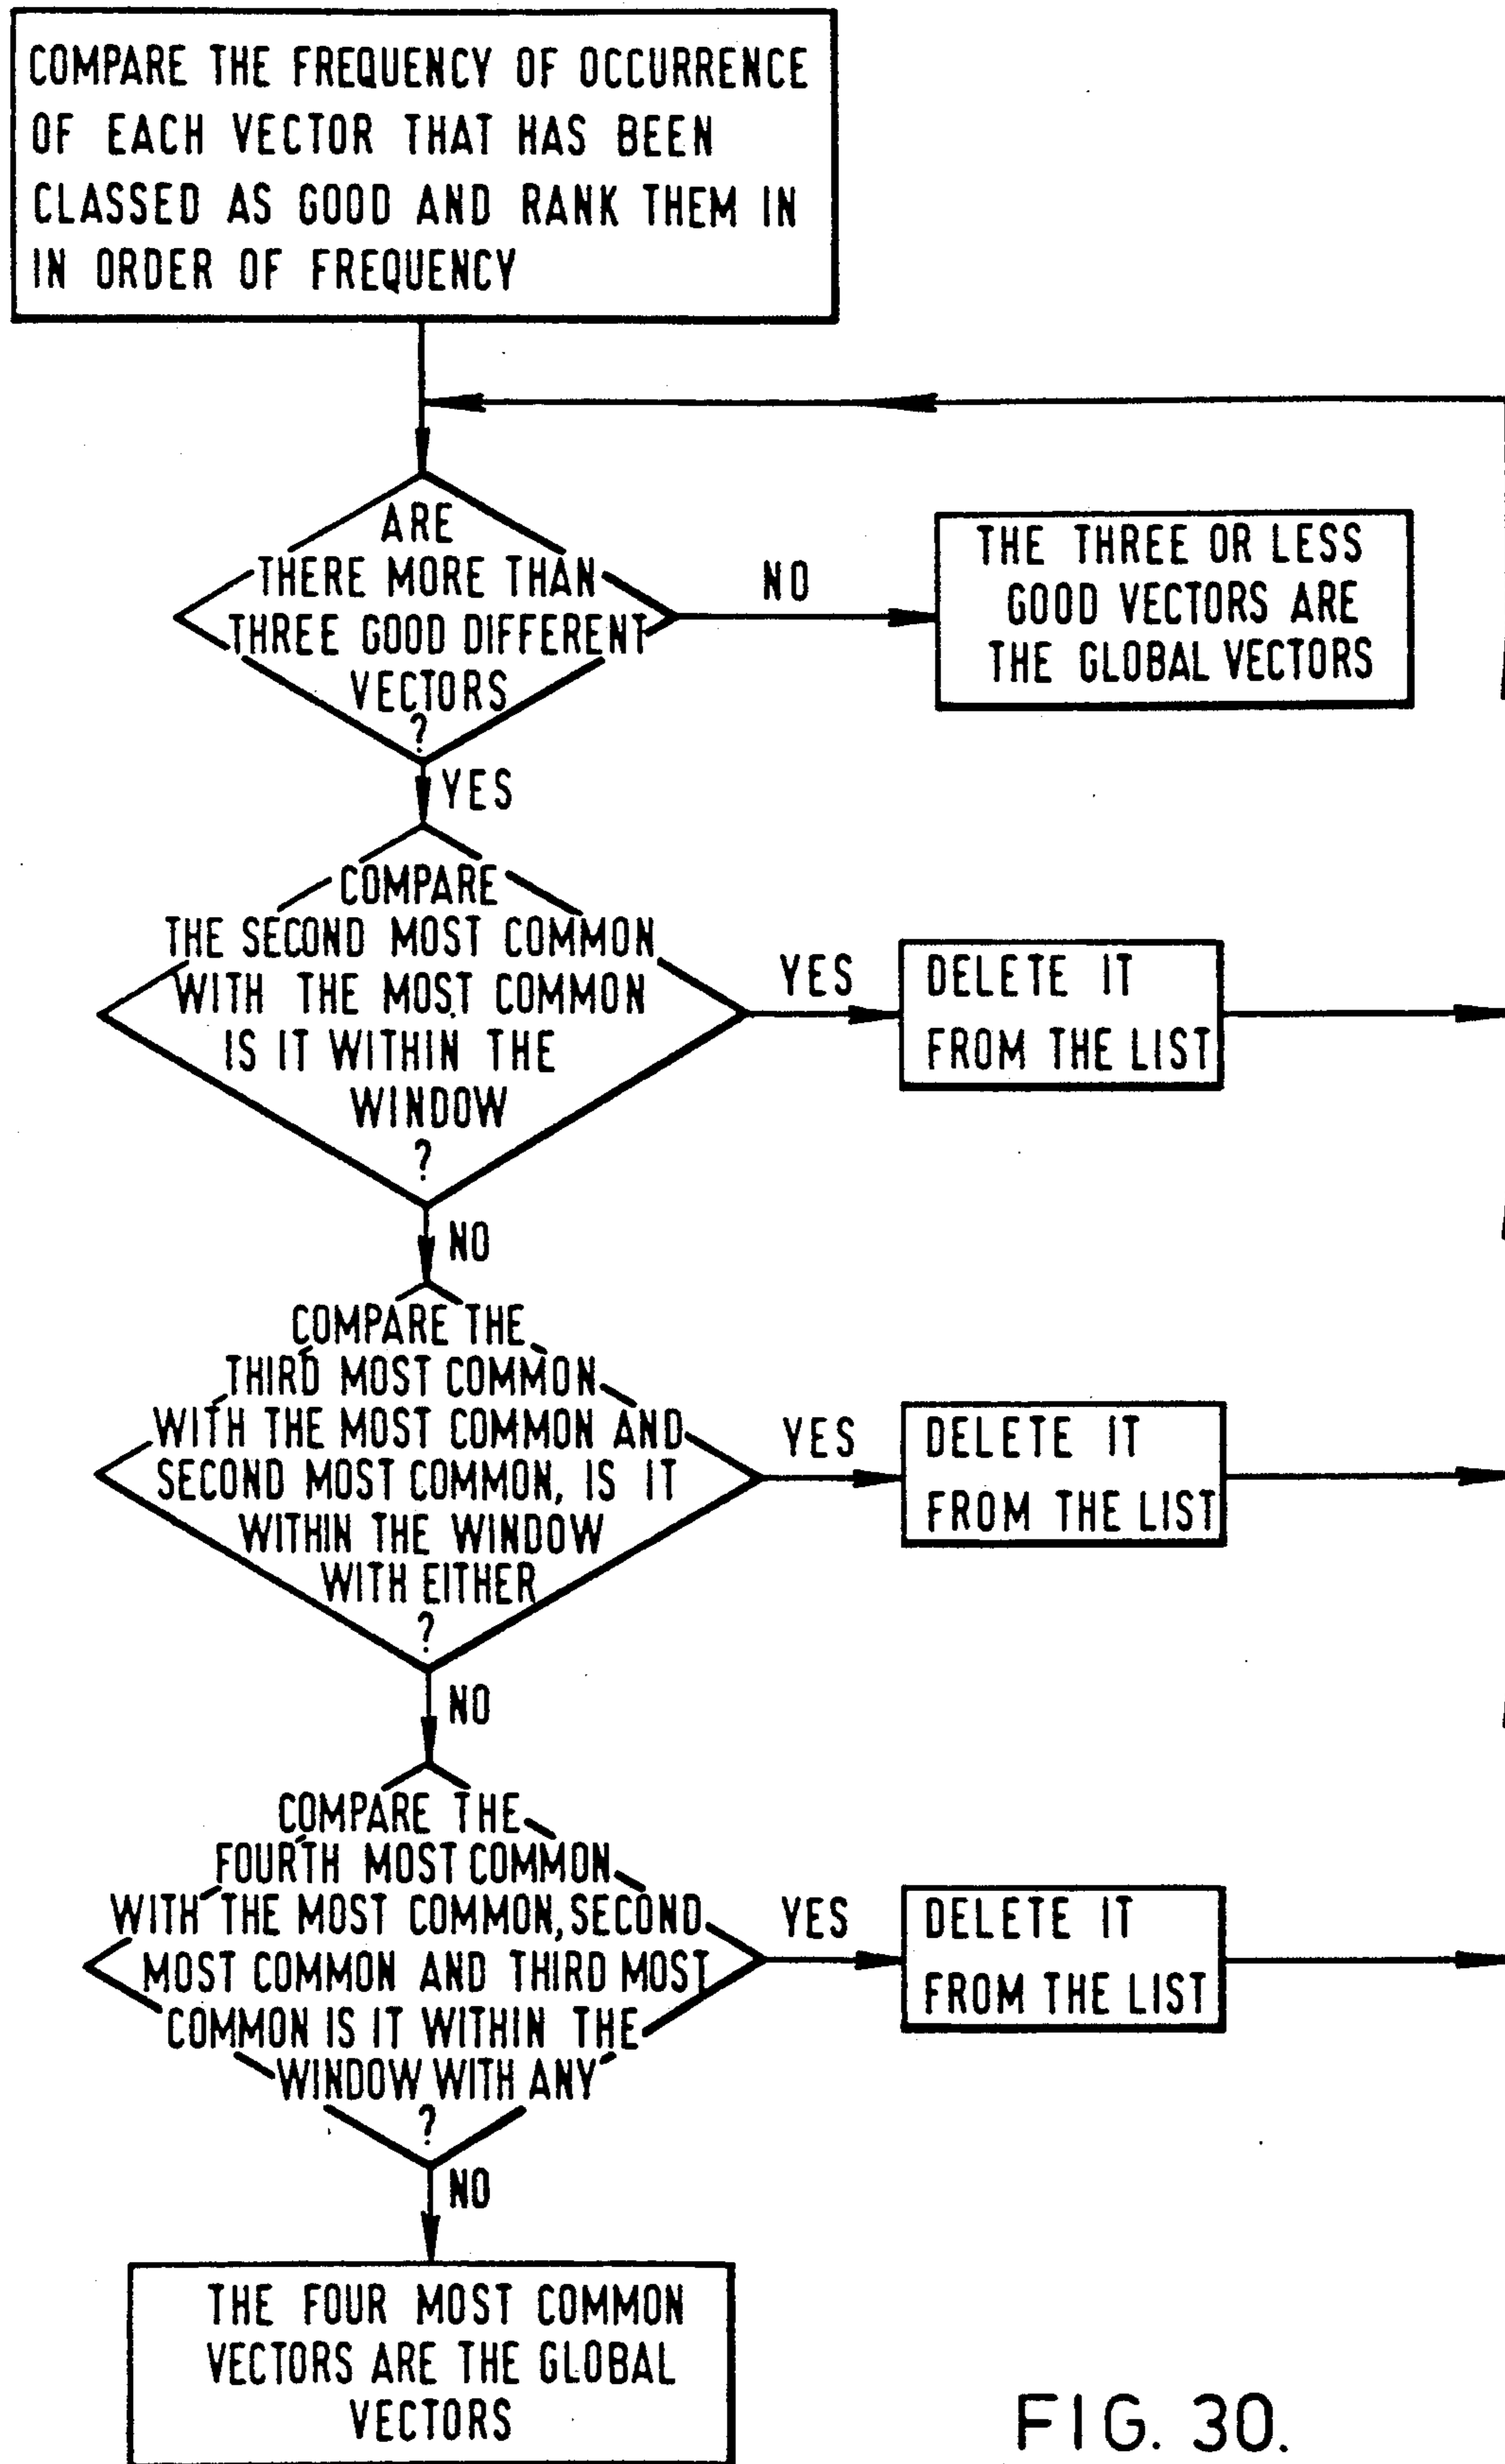 COMPARE THE FREQUENCY OF OCCURRENCE
OF EACH VECTOR THAT HAS BEEN
CLASSED AS GOOD AND RANK THEM IN
IN ORDER OF FREQUENCY
ARE
THERE MORE THAN
THREE GOOD DIFFERENT
VECTORS
?
NO
THE THREE OR LESS
GOOD VECTORS ARE
THE GLOBAL VECTORS
YES
COMPARE
THE SECOND MOST COMMON
WITH THE MOST COMMON
IS IT WITHIN THE
WINDOW
?
YES
DELETE IT
FROM THE LIST
NO
COMPARE THE
THIRD MOST COMMON
WITH THE MOST COMMON AND
SECOND MOST COMMON, IS IT
WITHIN THE WINDOW
WITH EITHER
?
YES
DELETE IT
FROM THE LIST
NO
COMPARE THE
FOURTH MOST COMMON
WITH THE MOST COMMON, SECOND
MOST COMMON AND THIRD MOST
COMMON IS IT WITHIN THE
WINDOW WITH ANY
?
YES
DELETE IT
FROM THE LIST
NO
THE FOUR MOST COMMON
VECTORS ARE THE GLOBAL
VECTORS
FIG. 30.